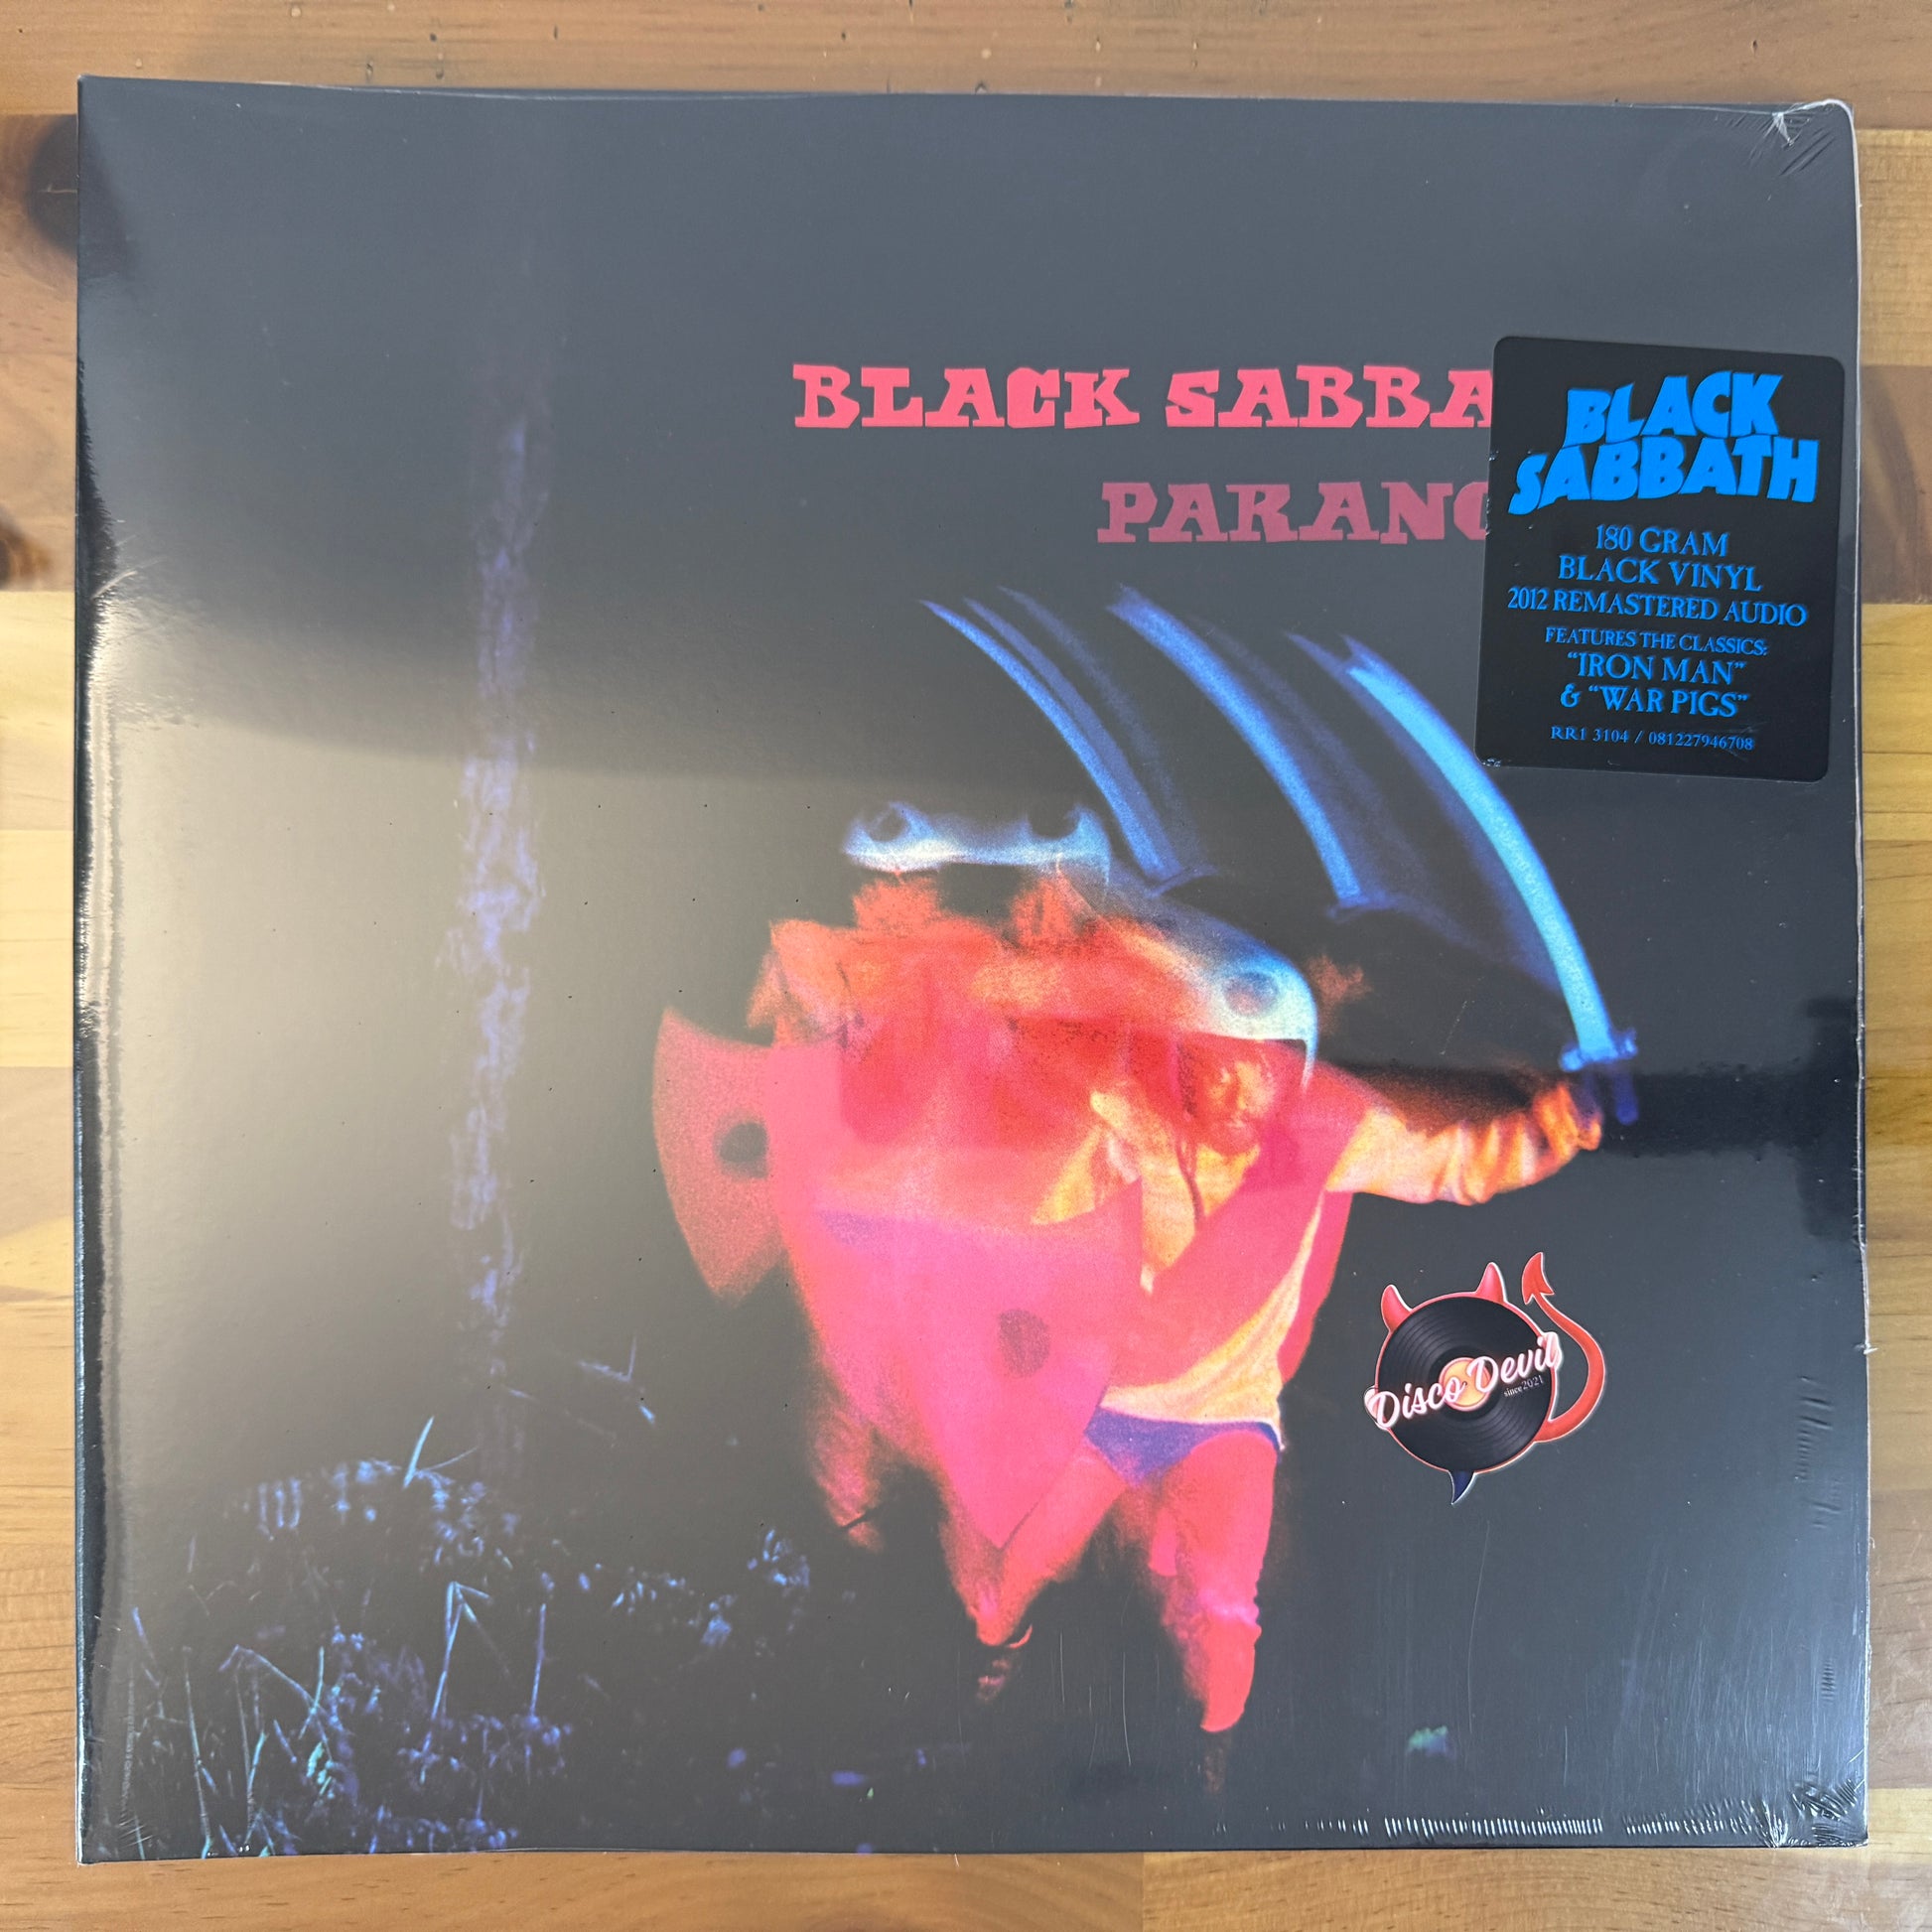 BLACK SABBA
PARANO
BLACK
SABBATH
180 GRAM
BLACK VINYL
2012 REMASTERED AUDIO
FEATURES THE CLASSICS:
"IRON MAN"
& "WAR PIGS"
RR1 3104 / 081227946708
Disco Devil
since 2021